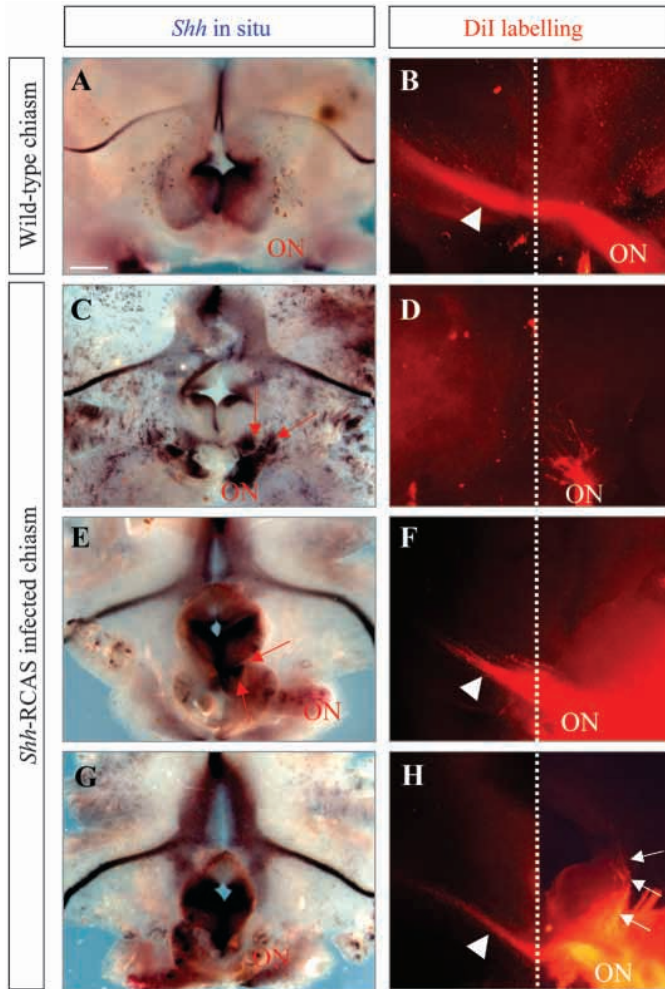 Shh in situ
DiI labelling
Wild-type chiasm
A
ON
B
ON
Shh-RCAS infected chiasm
C
ON
D
ON
E
ON
F
ON
G
ON
H
ON